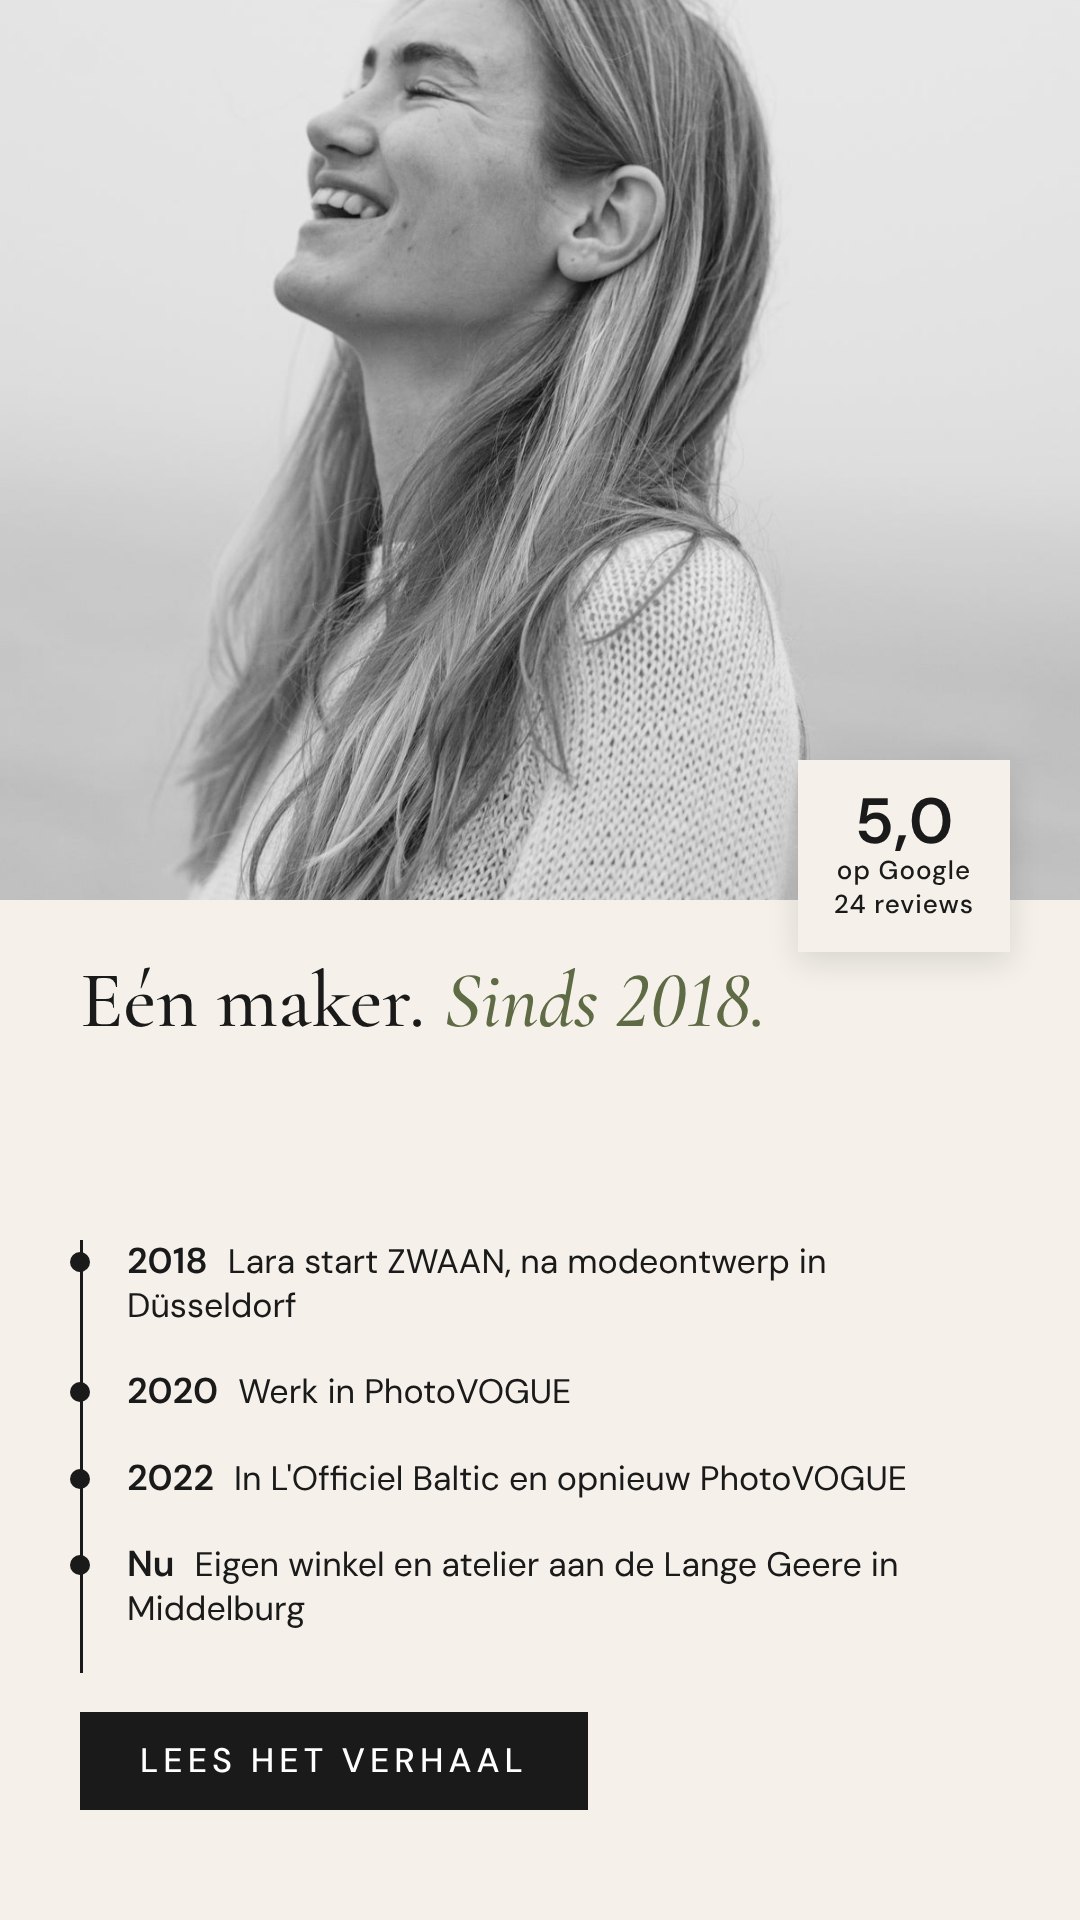 5,0
op Google
24 reviews
Eén maker. Sinds 2018.
2018 Lara start ZWAAN, na modeontwerp in
Düsseldorf
2020 Werk in PhotoVOGUE
2022 In L'Officiel Baltic en opnieuw PhotoVOGUE
Nu Eigen winkel en atelier aan de Lange Geere in
Middelburg
LEES HET VERHAAL